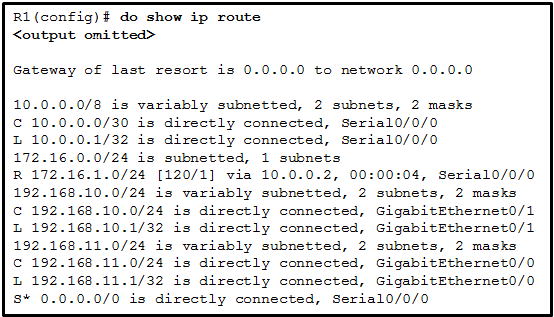 R1(config)# do show ip route
<output omitted>
Gateway of last resort is 0.0.0.0 to network 0.0.0.0
10.0.0.0/8 is variably subnetted, 2 subnets, 2 masks
C 10.0.0.0/30 is directly connected, Serial0/0/0
L 10.0.0.1/32 is directly connected, Serial0/0/0
172.16.0.0/24 is subnetted, 1 subnets
R 172.16.1.0/24 [120/1] via 10.0.0.2, 00:00:04, Serial0/0/0
192.168.10.0/24 is variably subnetted, 2 subnets, 2 masks
C 192.168.10.0/24 is directly connected, GigabitEthernet0/1
L 192.168.10.1/32 is directly connected, GigabitEthernet0/1
192.168.11.0/24 is variably subnetted, 2 subnets, 2 masks
C 192.168.11.0/24 is directly connected, GigabitEthernet0/0
L 192.168.11.1/32 is directly connected, GigabitEthernet0/0
S* 0.0.0.0/0 is directly connected, Serial0/0/0